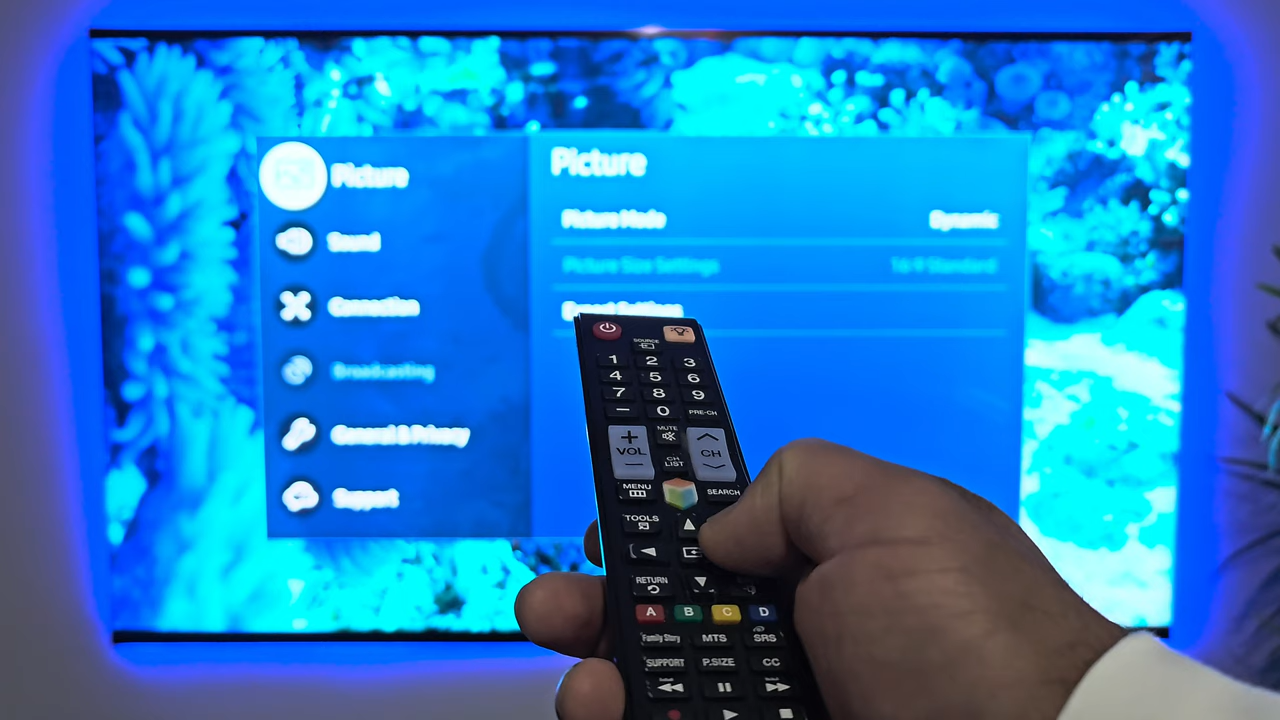 Picture
Sound
Connection
Broadcasting
General & Privacy
Support
Picture
Picture Mode Dynamic
Picture Size Settings 16:9 Standard
Expert Settings
SOURCE
1 2 3
4 5 6
7 8 9
— 0 PRE-CH
MUTE
+ VOL —
CH
CH LIST
MENU
SEARCH
TOOLS
RETURN
A B C D
Family Story MTS SRS
SUPPORT P.SIZE CC